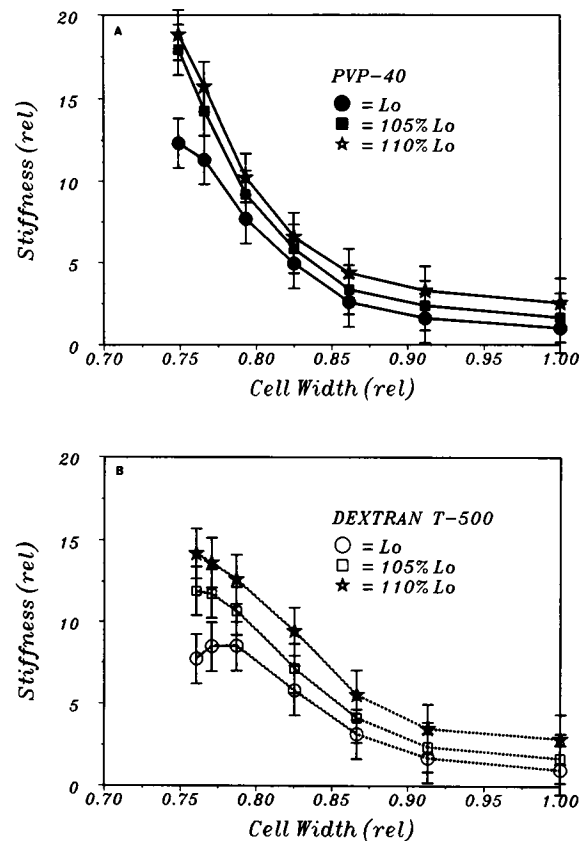 A
PVP-40
= Lo
= 105% Lo
= 110% Lo
Stiffness (rel)
20
15
10
5
0
0.70 0.75 0.80 0.85 0.90 0.95 1.00
Cell Width (rel)
B
DEXTRAN T-500
= Lo
= 105% Lo
= 110% Lo
Stiffness (rel)
20
15
10
5
0
0.70 0.75 0.80 0.85 0.90 0.95 1.00
Cell Width (rel)